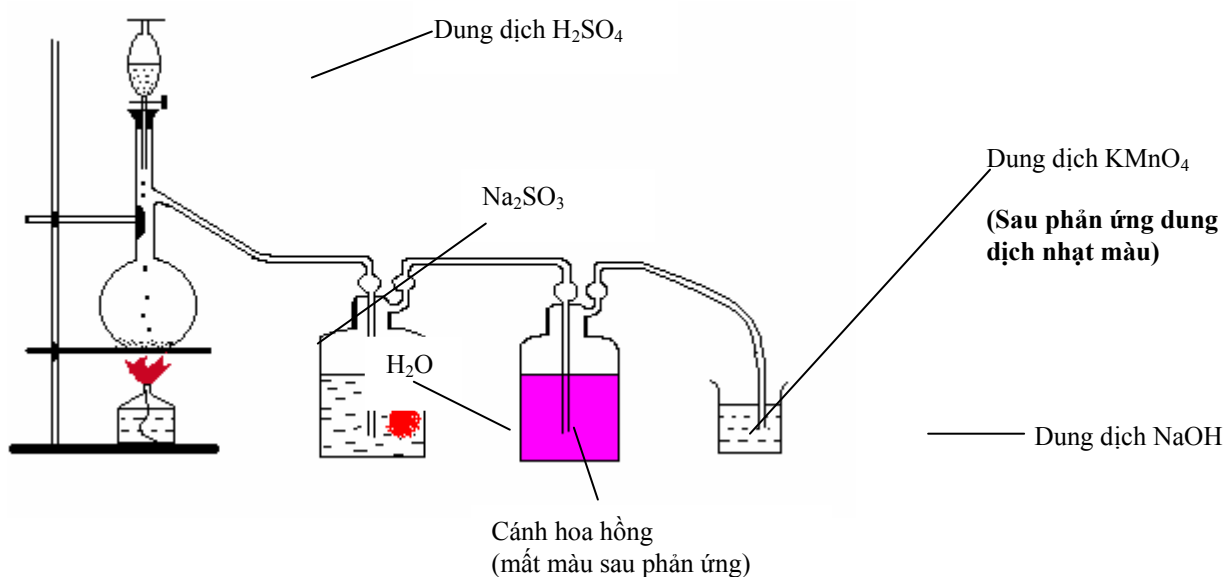 Dung dịch H₂SO₄
Dung dịch KMnO₄
Na₂SO₃
(Sau phản ứng dung
dịch nhạt màu)
H₂O
Dung dịch NaOH
Cánh hoa hồng
(mất màu sau phản ứng)